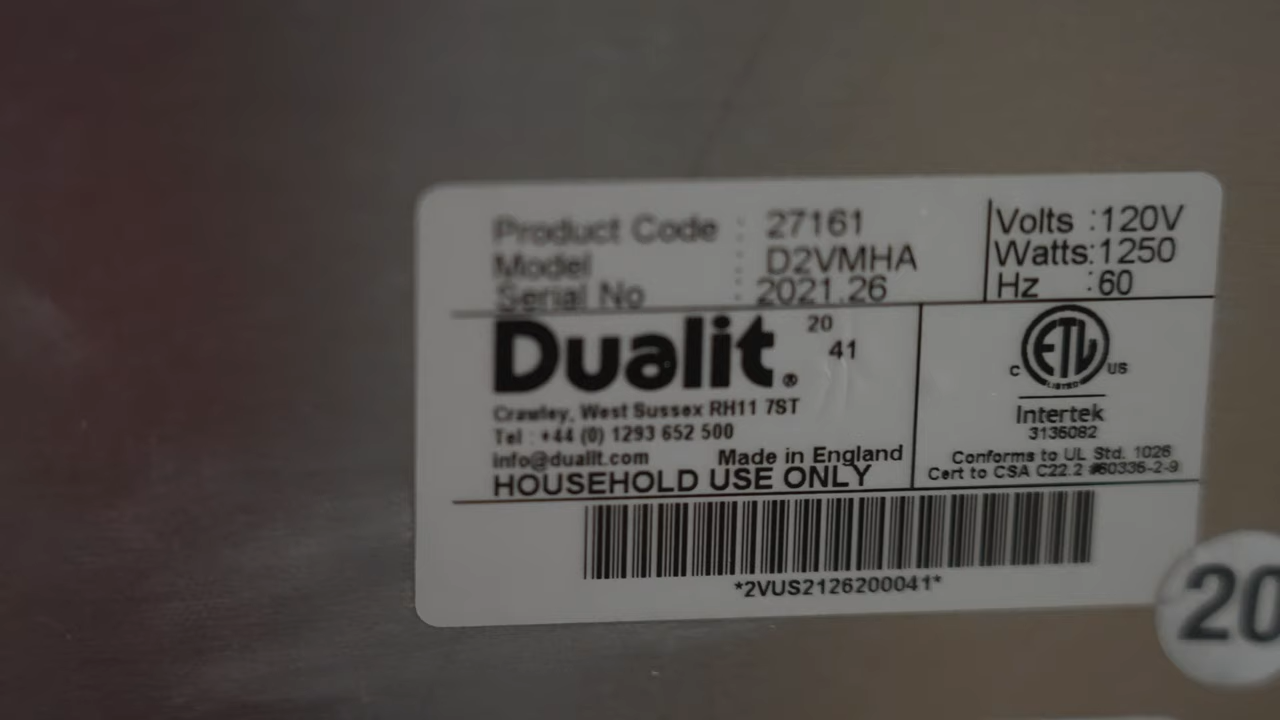 Product Code : 27161
Model : D2VMHA
Serial No : 2021.26
Volts :120V
Watts:1250
Hz :60
Dualit®
20
41
Crawley, West Sussex RH11 7ST
Tel : +44 (0) 1293 652 500
info@dualit.com
Made in England
HOUSEHOLD USE ONLY
C ETL US
LISTED
Intertek
3135082
Conforms to UL Std. 1026
Cert to CSA C22.2 #60335-2-9
*2VUS2126200041*
20